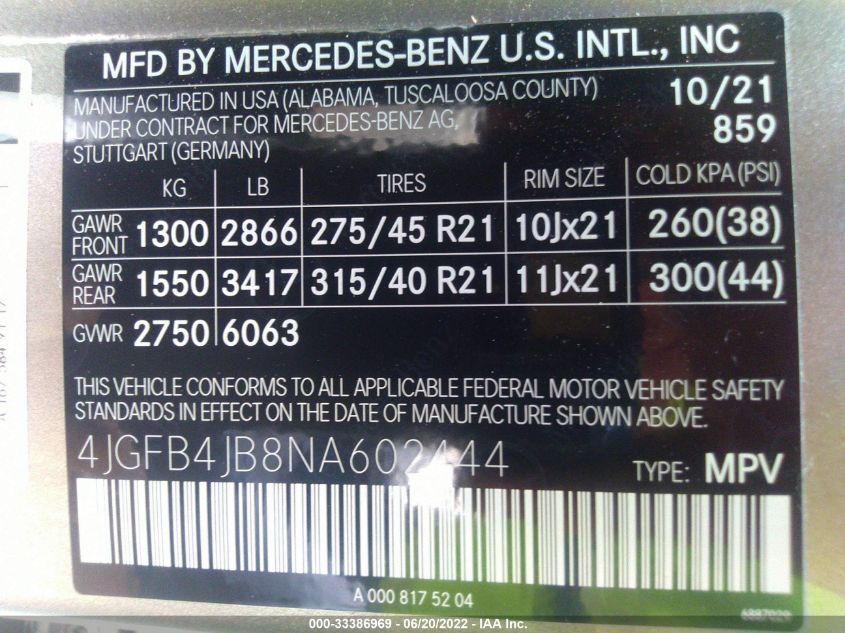 MFD BY MERCEDES-BENZ U.S. INTL., INC
MANUFACTURED IN USA (ALABAMA, TUSCALOOSA COUNTY) 10/21
UNDER CONTRACT FOR MERCEDES-BENZ AG, 859
STUTTGART (GERMANY)
KG LB TIRES RIM SIZE COLD KPA (PSI)
GAWR FRONT 1300 2866 275/45 R21 10Jx21 260(38)
GAWR REAR 1550 3417 315/40 R21 11Jx21 300(44)
GVWR 2750 6063
THIS VEHICLE CONFORMS TO ALL APPLICABLE FEDERAL MOTOR VEHICLE SAFETY
STANDARDS IN EFFECT ON THE DATE OF MANUFACTURE SHOWN ABOVE.
4JGFB4JB8NA602444 TYPE: MPV
A 000 817 52 04
000-33386969 - 06/20/2022 - IAA Inc.